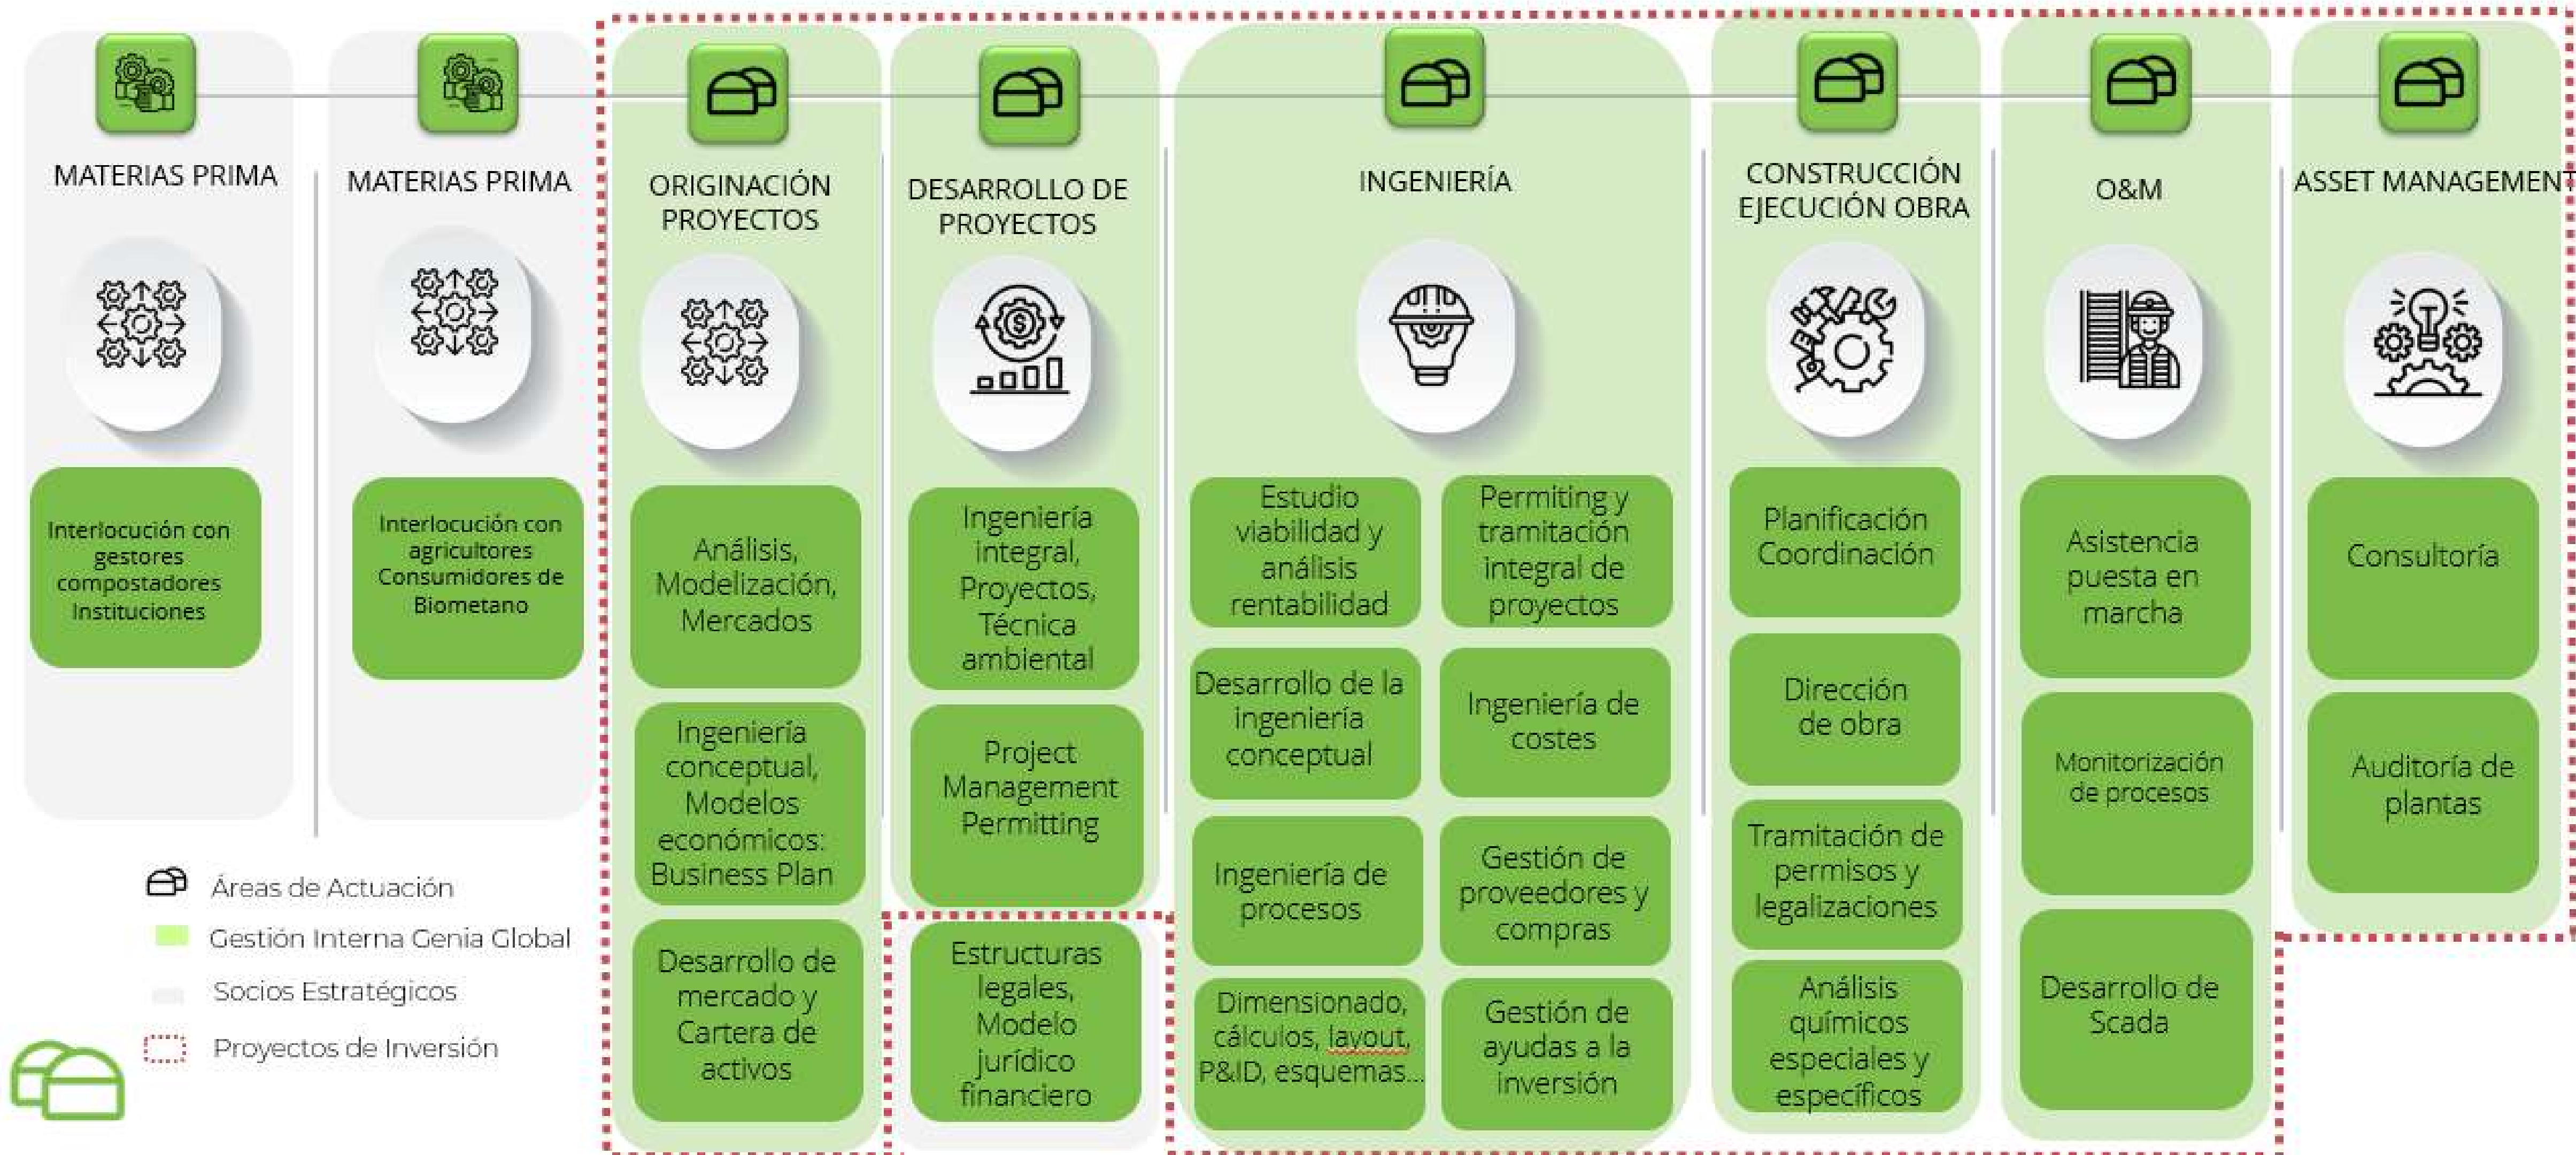 MATERIAS PRIMA
Interlocución con
gestores
compostadores
Instituciones
MATERIAS PRIMA
Interlocución con
agricultores
Consumidores de
Biometano
ORIGINACIÓN
PROYECTOS
Análisis,
Modelización,
Mercados
Ingeniería
conceptual,
Modelos
económicos:
Business Plan
Desarrollo de
mercado y
Cartera de
activos
DESARROLLO DE
PROYECTOS
Ingeniería
integral,
Proyectos,
Técnica
ambiental
Project
Management
Permitting
Estructuras
legales,
Modelo
jurídico
financiero
INGENIERÍA
Estudio
viabilidad y
análisis
rentabilidad
Permiting y
tramitación
integral de
proyectos
Desarrollo de la
ingeniería
conceptual
Ingeniería de
costes
Ingeniería de
procesos
Gestión de
proveedores y
compras
Dimensionado,
cálculos, layout,
P&ID, esquemas...
Gestión de
ayudas a la
inversión
CONSTRUCCIÓN
EJECUCIÓN OBRA
Planificación
Coordinación
Dirección
de obra
Tramitación de
permisos y
legalizaciones
Análisis
químicos
especiales y
específicos
O&M
Asistencia
puesta en
marcha
Monitorización
de procesos
Desarrollo de
Scada
ASSET MANAGEMENT
Consultoría
Auditoría de
plantas
Áreas de Actuación
Gestión Interna Genia Global
Socios Estratégicos
Proyectos de Inversión